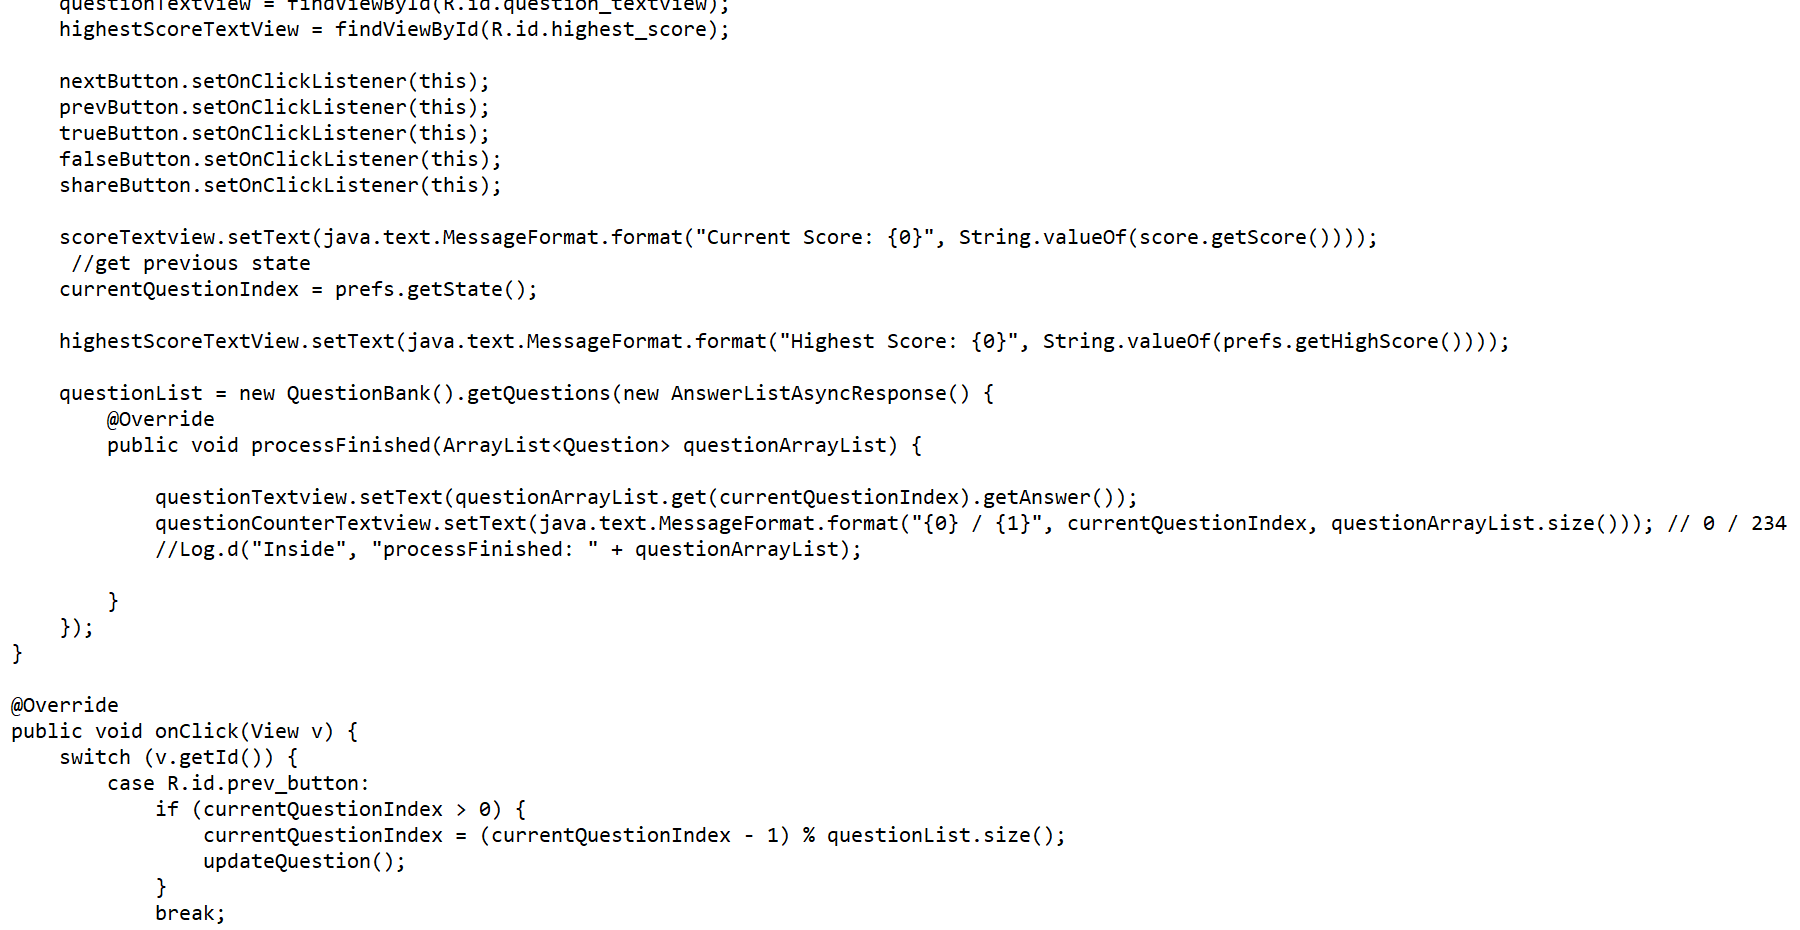 questionTextview = findViewById(R.id.question_textview);
highestScoreTextView = findViewById(R.id.highest_score);
nextButton.setOnClickListener(this);
prevButton.setOnClickListener(this);
trueButton.setOnClickListener(this);
falseButton.setOnClickListener(this);
shareButton.setOnClickListener(this);
scoreTextview.setText(java.text.MessageFormat.format("Current Score: {0}", String.valueOf(score.getScore())));
//get previous state
currentQuestionIndex = prefs.getState();
highestScoreTextView.setText(java.text.MessageFormat.format("Highest Score: {0}", String.valueOf(prefs.getHighScore())));
questionList = new QuestionBank().getQuestions(new AnswerListAsyncResponse() {
@Override
public void processFinished(ArrayList<Question> questionArrayList) {
questionTextview.setText(questionArrayList.get(currentQuestionIndex).getAnswer());
questionCounterTextview.setText(java.text.MessageFormat.format("{0} / {1}", currentQuestionIndex, questionArrayList.size())); // 0 / 234
//Log.d("Inside", "processFinished: " + questionArrayList);
}
});
}
@Override
public void onClick(View v) {
switch (v.getId()) {
case R.id.prev_button:
if (currentQuestionIndex > 0) {
currentQuestionIndex = (currentQuestionIndex - 1) % questionList.size();
updateQuestion();
}
break;